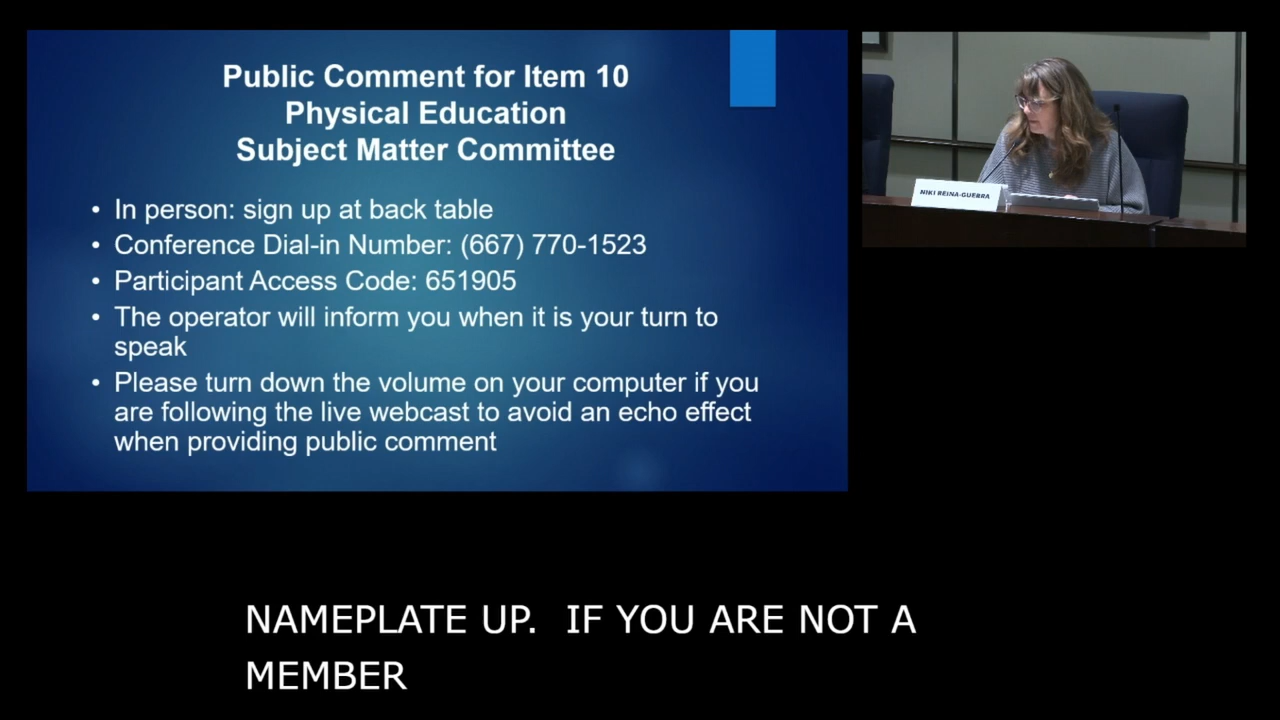 Public Comment for Item 10
Physical Education
Subject Matter Committee
• In person: sign up at back table
• Conference Dial-in Number: (667) 770-1523
• Participant Access Code: 651905
• The operator will inform you when it is your turn to
speak
• Please turn down the volume on your computer if you
are following the live webcast to avoid an echo effect
when providing public comment
NIKI REINA-GUERRA
NAMEPLATE UP.  IF YOU ARE NOT A
MEMBER